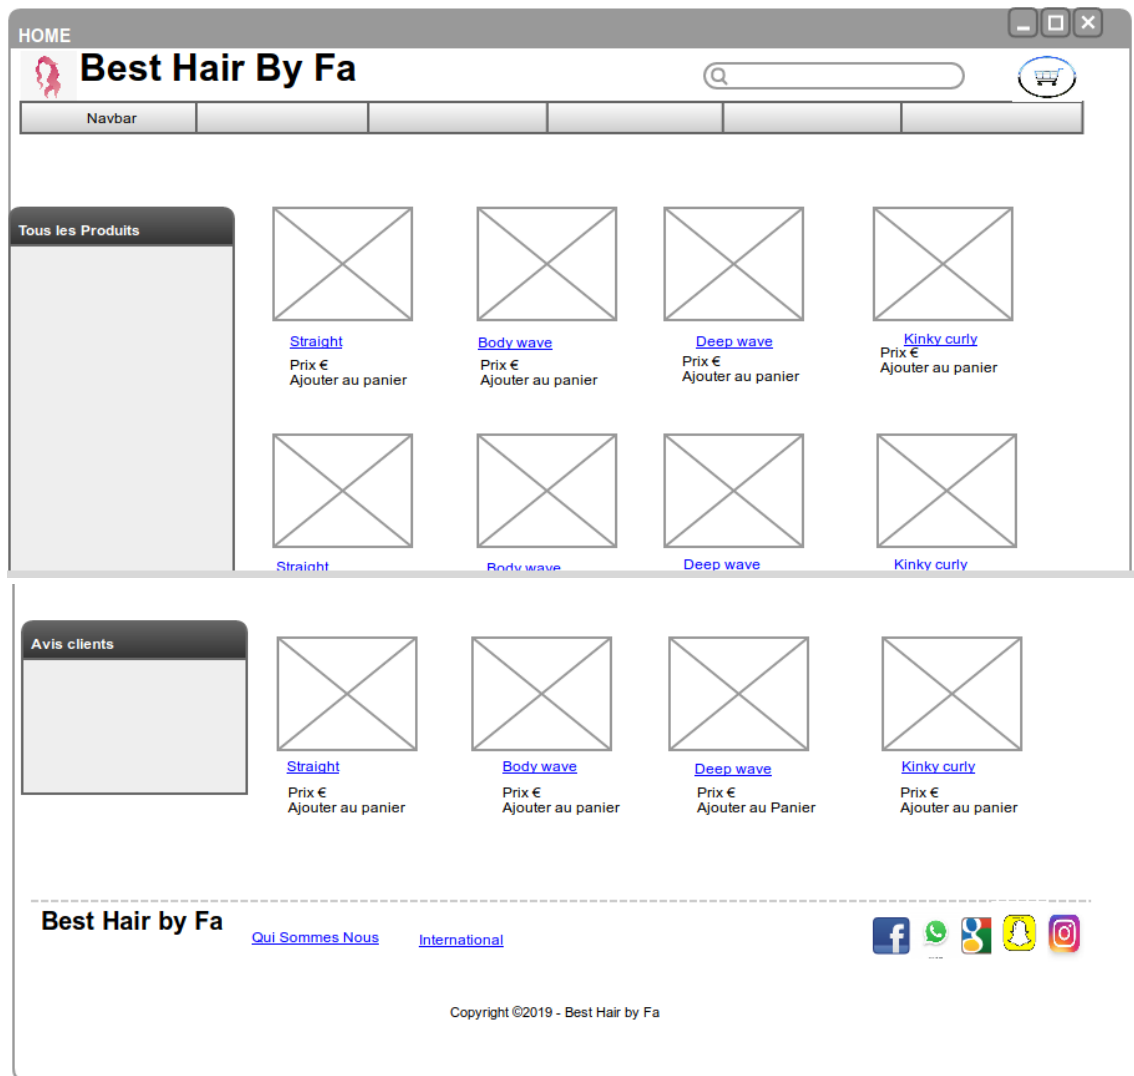 HOME
Best Hair By Fa
Navbar
Tous les Produits
Straight
Prix €
Ajouter au panier
Body wave
Prix €
Ajouter au panier
Deep wave
Prix €
Ajouter au panier
Kinky curly
Prix €
Ajouter au panier
Straight
Body wave
Deep wave
Kinky curly
Avis clients
Straight
Prix €
Ajouter au panier
Body wave
Prix €
Ajouter au panier
Deep wave
Prix €
Ajouter au Panier
Kinky curly
Prix €
Ajouter au panier
Best Hair by Fa
Qui Sommes Nous
International
Copyright ©2019 - Best Hair by Fa